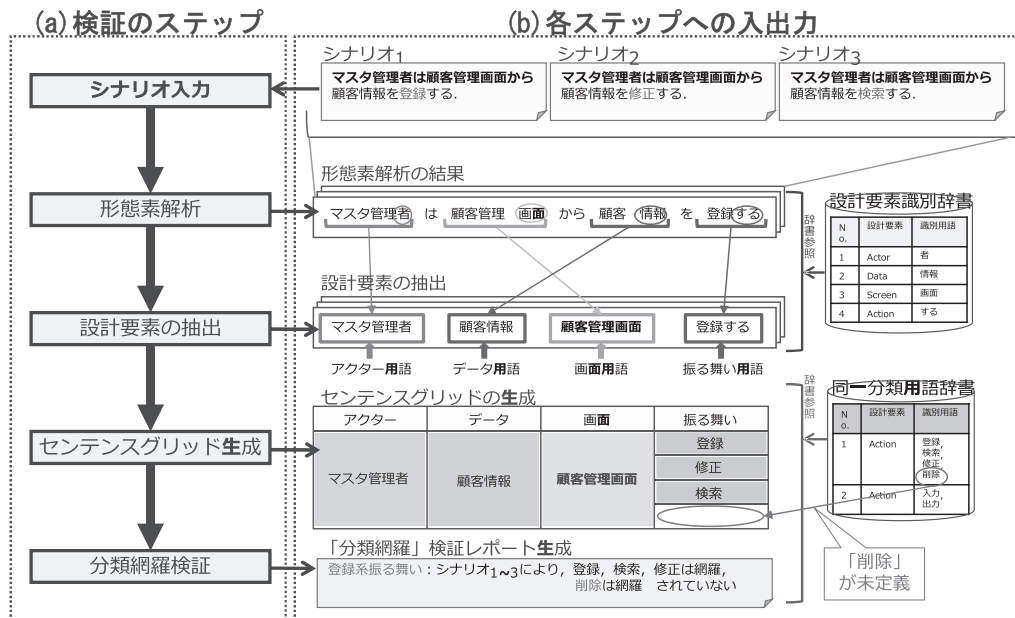 (a)検証のステップ
(b)各ステップへの入出力
シナリオ入力
形態素解析
設計要素の抽出
センテンスグリッド生成
分類網羅検証
シナリオ1
マスタ管理者は顧客管理画面から
顧客情報を登録する.
シナリオ2
マスタ管理者は顧客管理画面から
顧客情報を修正する.
シナリオ3
マスタ管理者は顧客管理画面から
顧客情報を検索する.
形態素解析の結果
マスタ管理者 は 顧客管理 画面 から 顧客 情報 を 登録する
設計要素の抽出
マスタ管理者 顧客情報 顧客管理画面 登録する
アクター用語 データ用語 画面用語 振る舞い用語
辞書参照
設計要素識別辞書
No. 設計要素 識別用語
1 Actor 者
2 Data 情報
3 Screen 画面
4 Action する
センテンスグリッドの生成
アクター データ 画面 振る舞い
マスタ管理者 顧客情報 顧客管理画面
登録
修正
検索
辞書参照
同一分類用語辞書
No. 設計要素 識別用語
1 Action 登録,
検索,
修正,
削除
2 Action 入力,
出力
「削除」
が未定義
「分類網羅」検証レポート生成
登録系振る舞い：シナリオ1~3により，登録，検索，修正は網羅，
削除は網羅 されていない